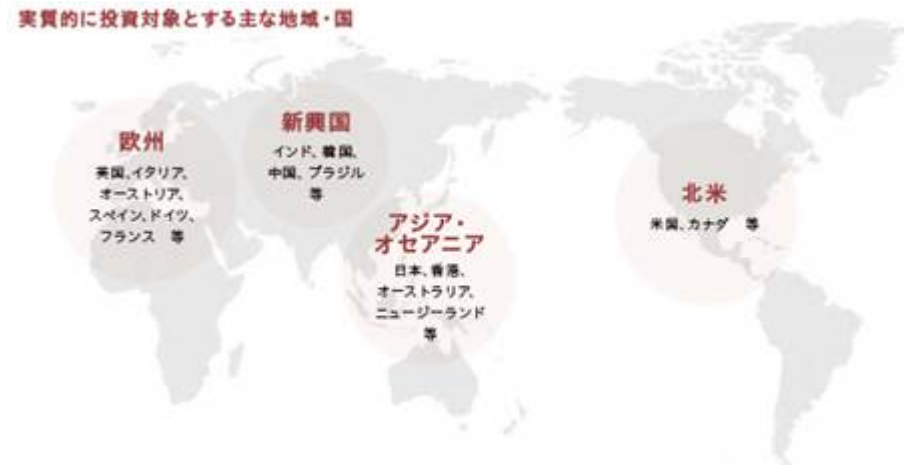 実質的に投資対象とする主な地域・国
欧州
英国、イタリア、
オーストリア、
スペイン、ドイツ、
フランス 等
新興国
インド、韓国、
中国、ブラジル
等
アジア・
オセアニア
日本、香港、
オーストラリア、
ニュージーランド
等
北米
米国、カナダ 等